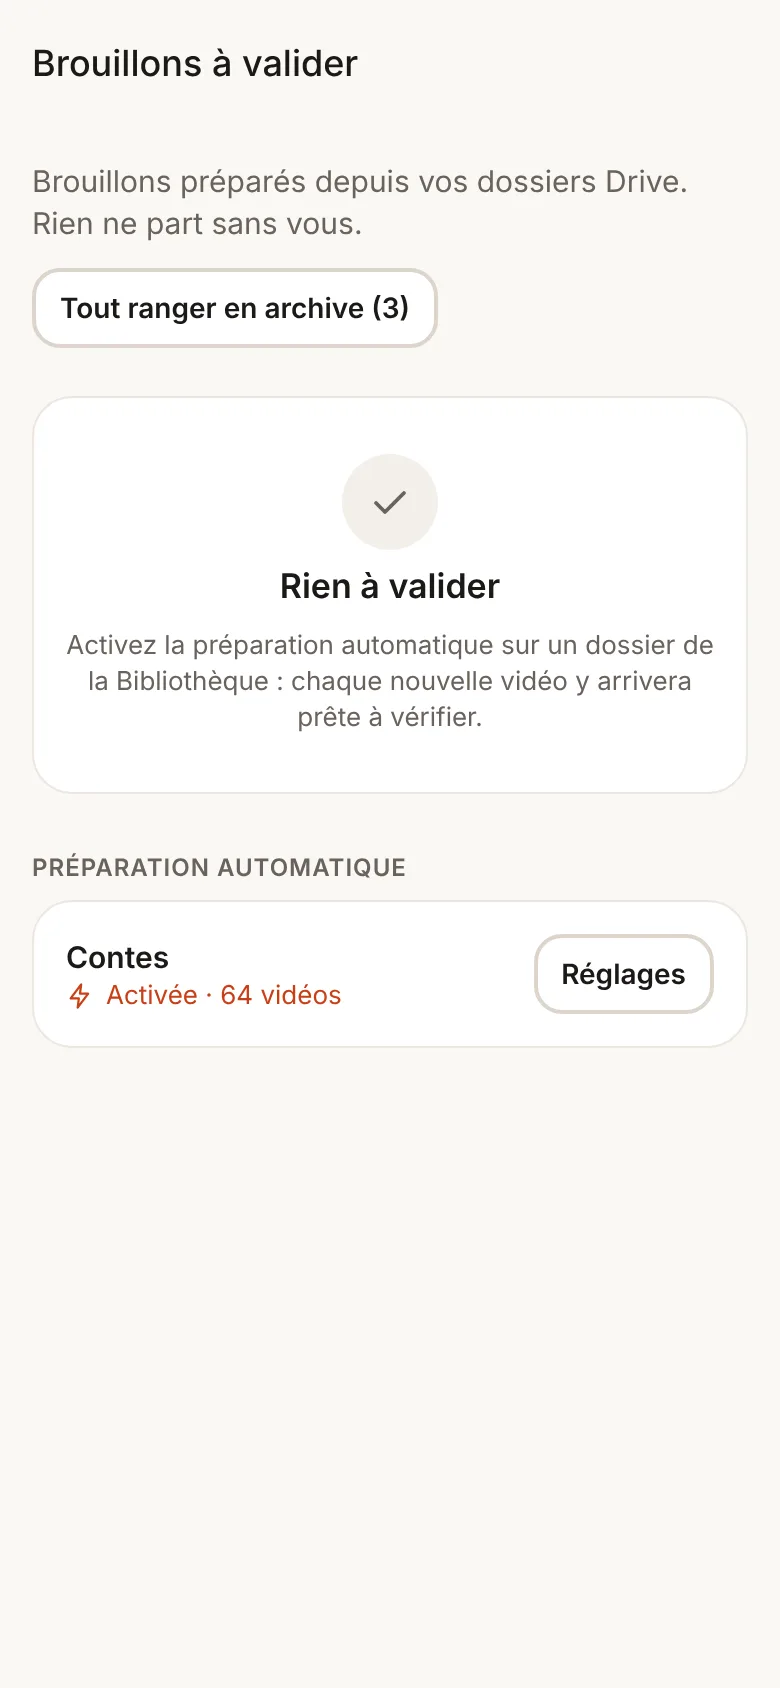 Brouillons à valider
Brouillons préparés depuis vos dossiers Drive.
Rien ne part sans vous.
Tout ranger en archive (3)
Rien à valider
Activez la préparation automatique sur un dossier de
la Bibliothèque : chaque nouvelle vidéo y arrivera
prête à vérifier.
PRÉPARATION AUTOMATIQUE
Contes
Activée · 64 vidéos
Réglages